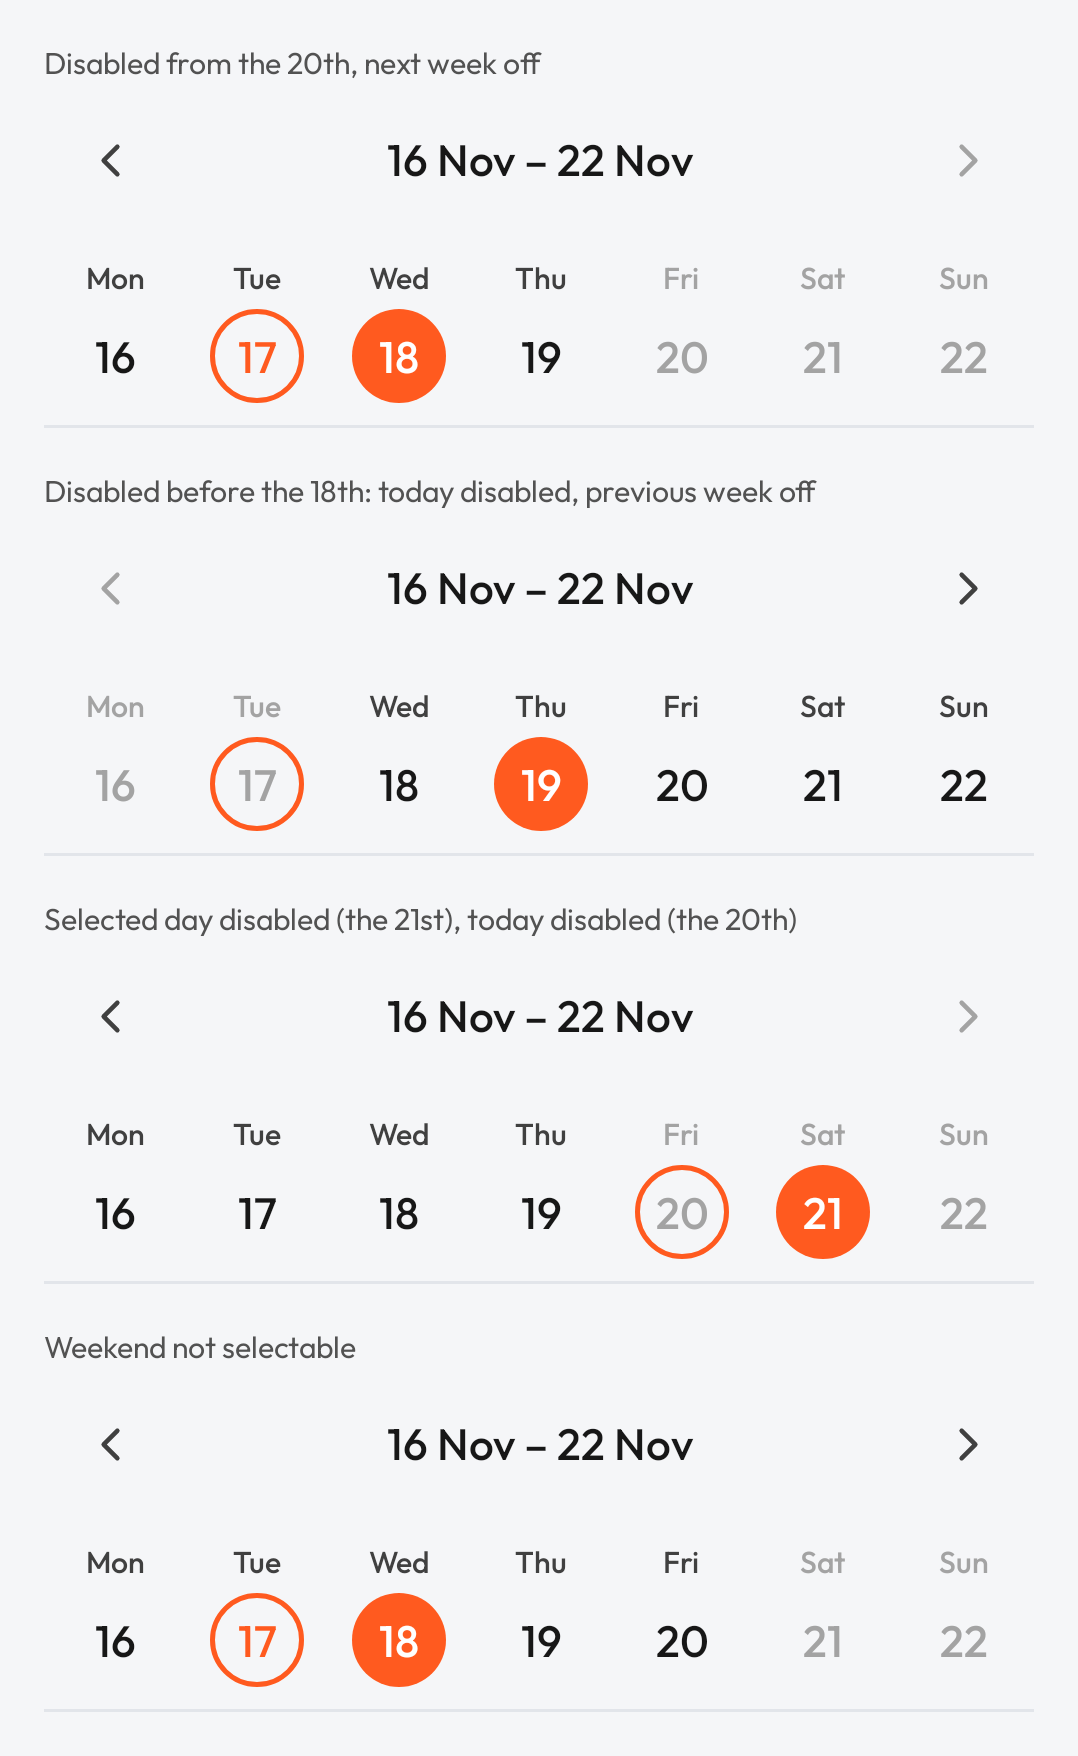 Disabled from the 20th, next week off
16 Nov – 22 Nov
Mon Tue Wed Thu Fri Sat Sun
16 17 18 19 20 21 22
Disabled before the 18th: today disabled, previous week off
16 Nov – 22 Nov
Mon Tue Wed Thu Fri Sat Sun
16 17 18 19 20 21 22
Selected day disabled (the 21st), today disabled (the 20th)
16 Nov – 22 Nov
Mon Tue Wed Thu Fri Sat Sun
16 17 18 19 20 21 22
Weekend not selectable
16 Nov – 22 Nov
Mon Tue Wed Thu Fri Sat Sun
16 17 18 19 20 21 22